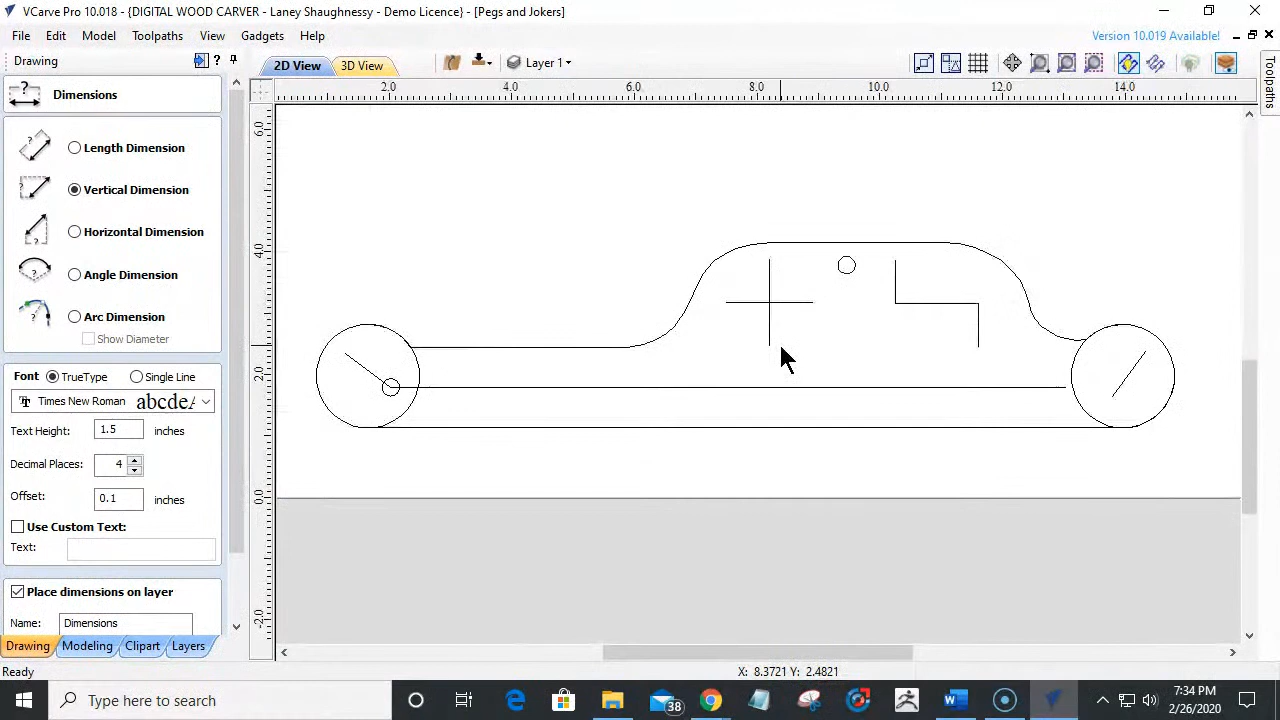 VCarve Pro 10.018 - {DIGITAL WOOD CARVER - Laney Shaughnessy - Demo Licence} - [Pegs and Jokers]
File Edit Model Toolpaths View Gadgets Help Version 10.019 Available!
Drawing ? 2D View 3D View Layer 1
Dimensions
2.0 4.0 6.0 8.0 10.0 12.0 14.0
6.0
4.0
2.0
0.0
-2.0
? Length Dimension
? Vertical Dimension
? Horizontal Dimension
? Angle Dimension
? Arc Dimension
Show Diameter
Font TrueType Single Line
Times New Roman abcdeA
Text Height: 1.5 inches
Decimal Places: 4
Offset: 0.1 inches
Use Custom Text:
Text:
Place dimensions on layer
Name: Dimensions
Drawing Modeling Clipart Layers
Toolpaths
Ready X: 8.3721 Y: 2.4821
Type here to search
38
7:34 PM
2/26/2020